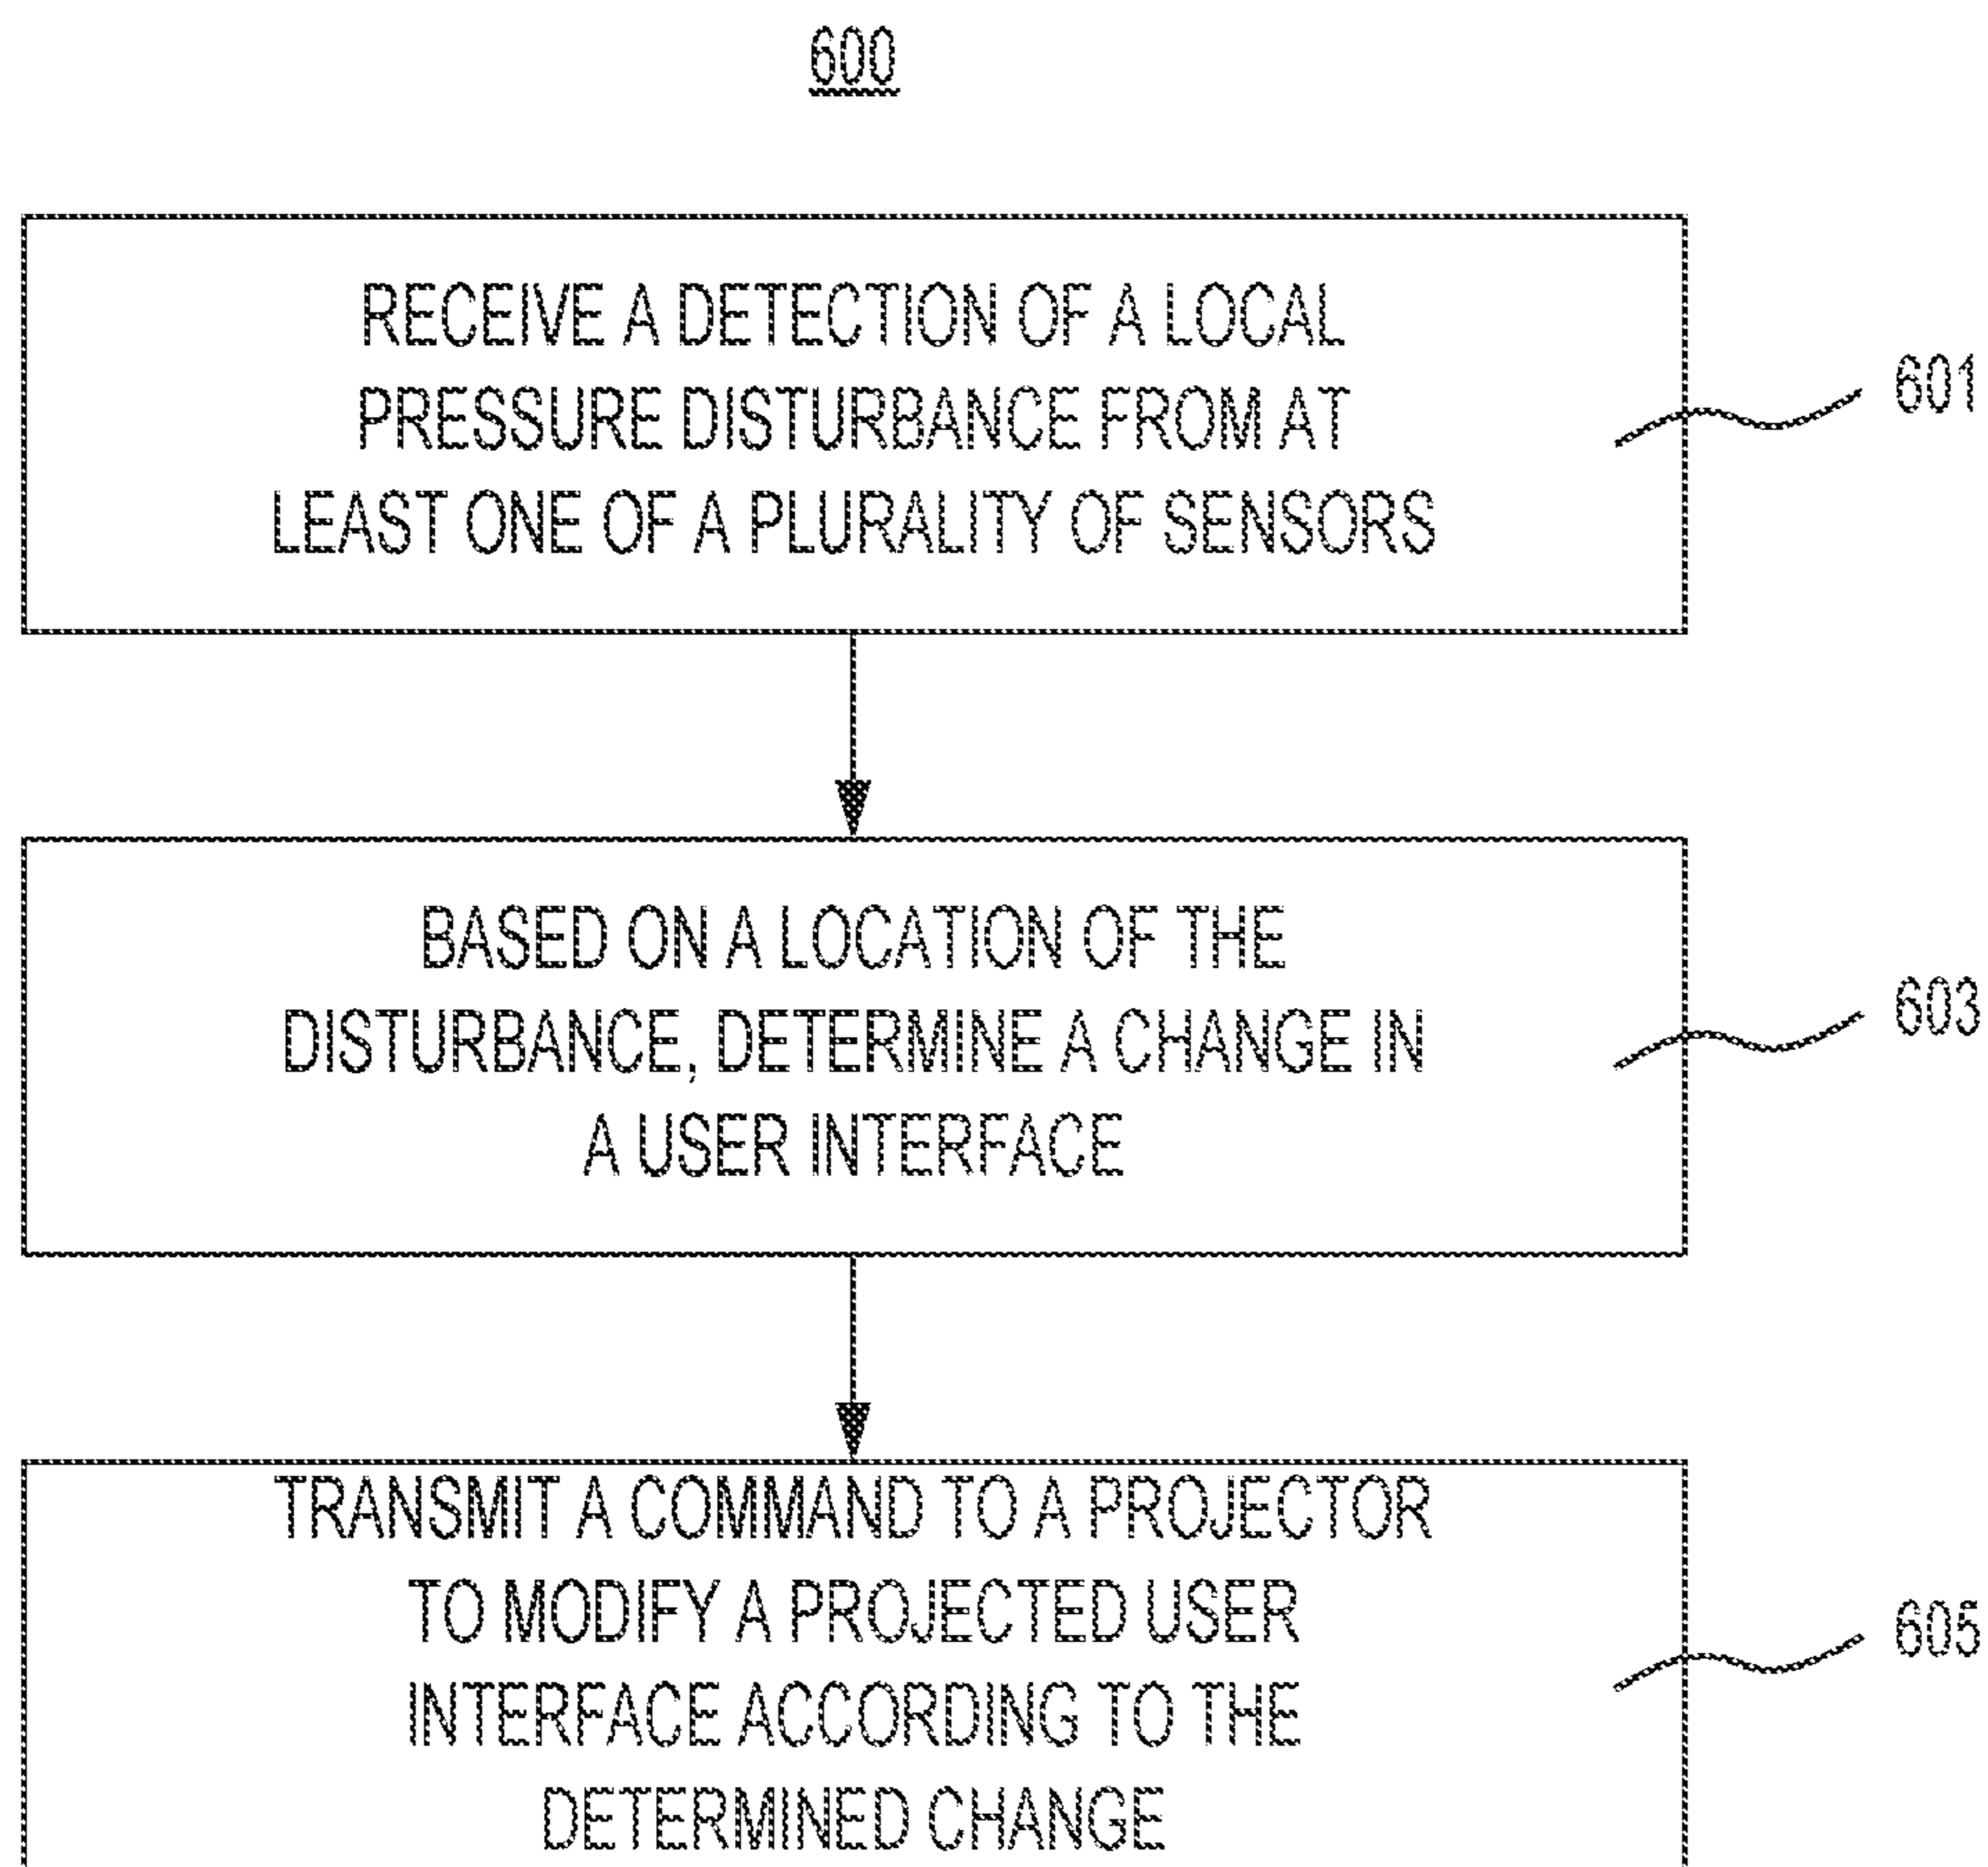 600
RECEIVE A DETECTION OF A LOCAL
PRESSURE DISTURBANCE FROM AT
LEAST ONE OF A PLURALITY OF SENSORS
601
BASED ON A LOCATION OF THE
DISTURBANCE, DETERMINE A CHANGE IN
A USER INTERFACE
603
TRANSMIT A COMMAND TO A PROJECTOR
TO MODIFY A PROJECTED USER
INTERFACE ACCORDING TO THE
DETERMINED CHANGE
605